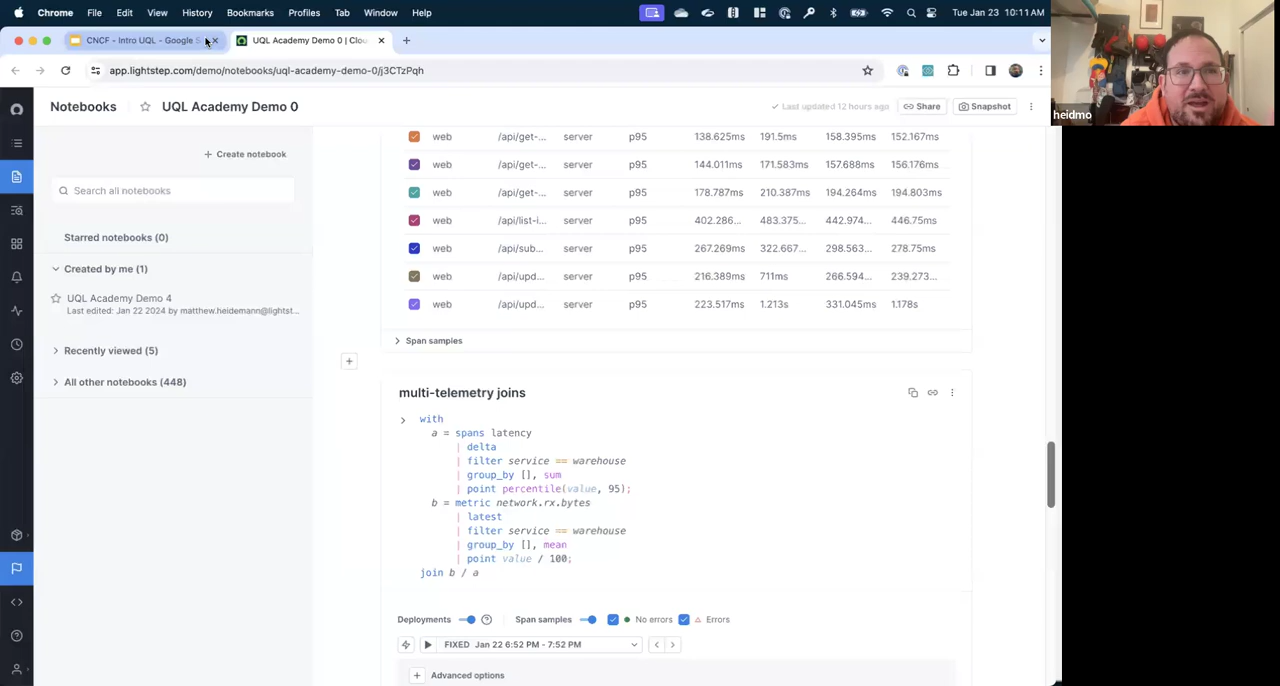 Chrome File Edit View History Bookmarks Profiles Tab Window Help Tue Jan 23 10:11 AM
CNCF - Intro UQL - Google S
UQL Academy Demo 0 | Clou
app.lightstep.com/demo/notebooks/uql-academy-demo-0/j3CTzPqh
heidmo
Notebooks UQL Academy Demo 0 Last updated 12 hours ago Share Snapshot
Create notebook
Search all notebooks
Starred notebooks (0)
Created by me (1)
UQL Academy Demo 4
Last edited: Jan 22 2024 by matthew.heidemann@lightst...
Recently viewed (5)
All other notebooks (448)
web /api/get-... server p95 138.625ms 191.5ms 158.395ms 152.167ms
web /api/get-... server p95 144.011ms 171.583ms 157.688ms 156.176ms
web /api/get-... server p95 178.787ms 210.387ms 194.264ms 194.803ms
web /api/list-i... server p95 402.286... 483.375... 442.974... 446.75ms
web /api/sub... server p95 267.269ms 322.667... 298.563... 278.75ms
web /api/upd... server p95 216.389ms 711ms 266.594... 239.273...
web /api/upd... server p95 223.517ms 1.213s 331.045ms 1.178s
Span samples
multi-telemetry joins
with
a = spans latency
| delta
| filter service == warehouse
| group_by [], sum
| point percentile(value, 95);
b = metric network.rx.bytes
| latest
| filter service == warehouse
| group_by [], mean
| point value / 100;
join b / a
Deployments Span samples No errors Errors
FIXED Jan 22 6:52 PM - 7:52 PM
Advanced options